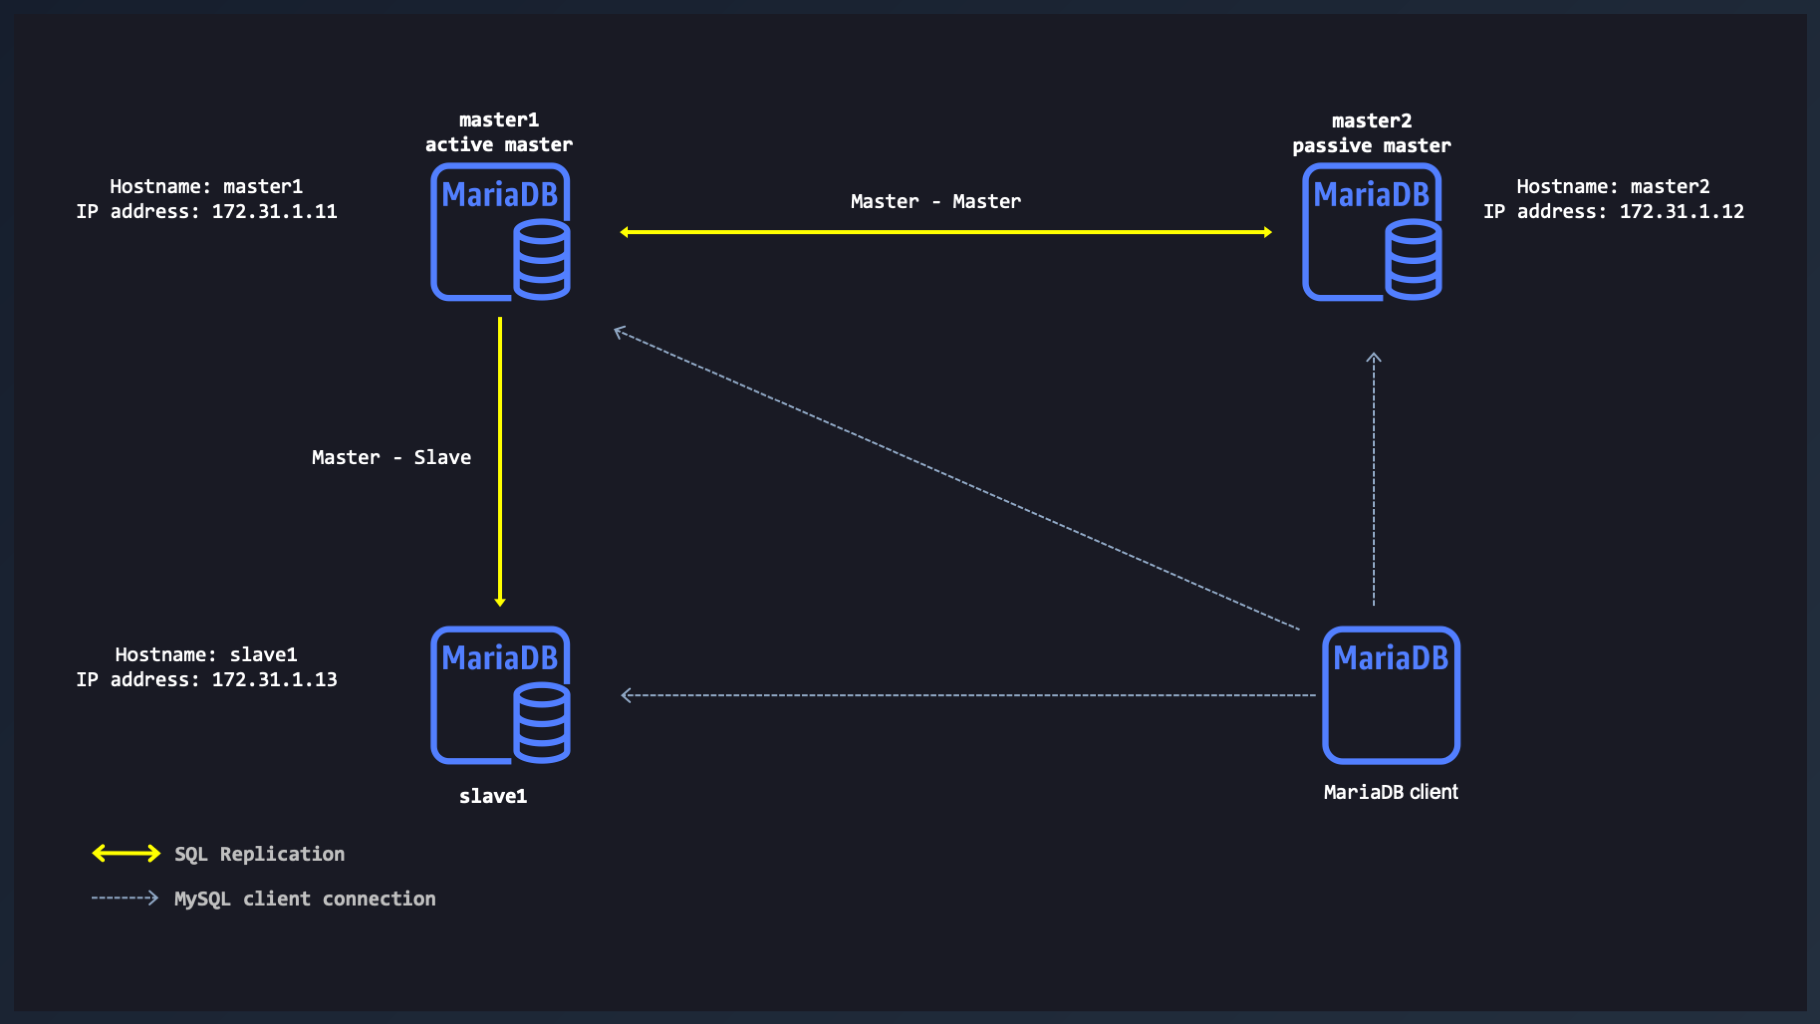 master1
active master
MariaDB
Hostname: master1
IP address: 172.31.1.11
Master - Master
master2
passive master
MariaDB
Hostname: master2
IP address: 172.31.1.12
Master - Slave
Hostname: slave1
IP address: 172.31.1.13
MariaDB
slave1
MariaDB
MariaDB client
SQL Replication
MySQL client connection